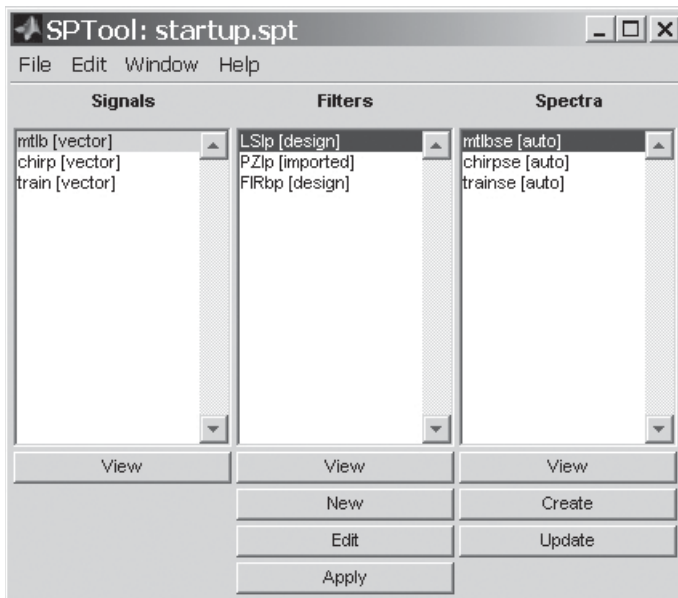 SPTool: startup.spt
File Edit Window Help
Signals Filters Spectra
mtlb [vector]
chirp [vector]
train [vector]
LSlp [design]
PZlp [imported]
FIRbp [design]
mtlbse [auto]
chirpse [auto]
trainse [auto]
View View View
New Create
Edit Update
Apply